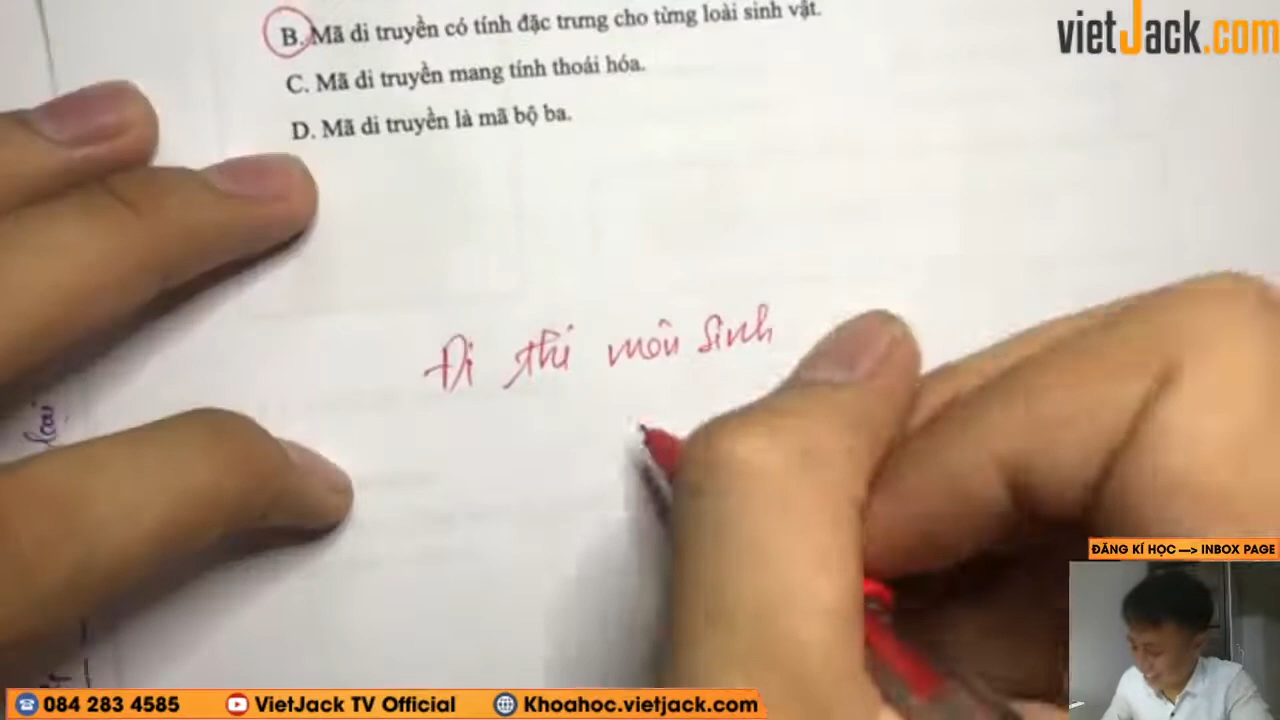 B. Mã di truyền có tính đặc trưng cho từng loài sinh vật.
vietJack.com
C. Mã di truyền mang tính thoái hóa.
D. Mã di truyền là mã bộ ba.
Đi thi môn Sinh
loài
ĐĂNG KÍ HỌC —> INBOX PAGE
084 283 4585 VietJack TV Official Khoahoc.vietjack.com